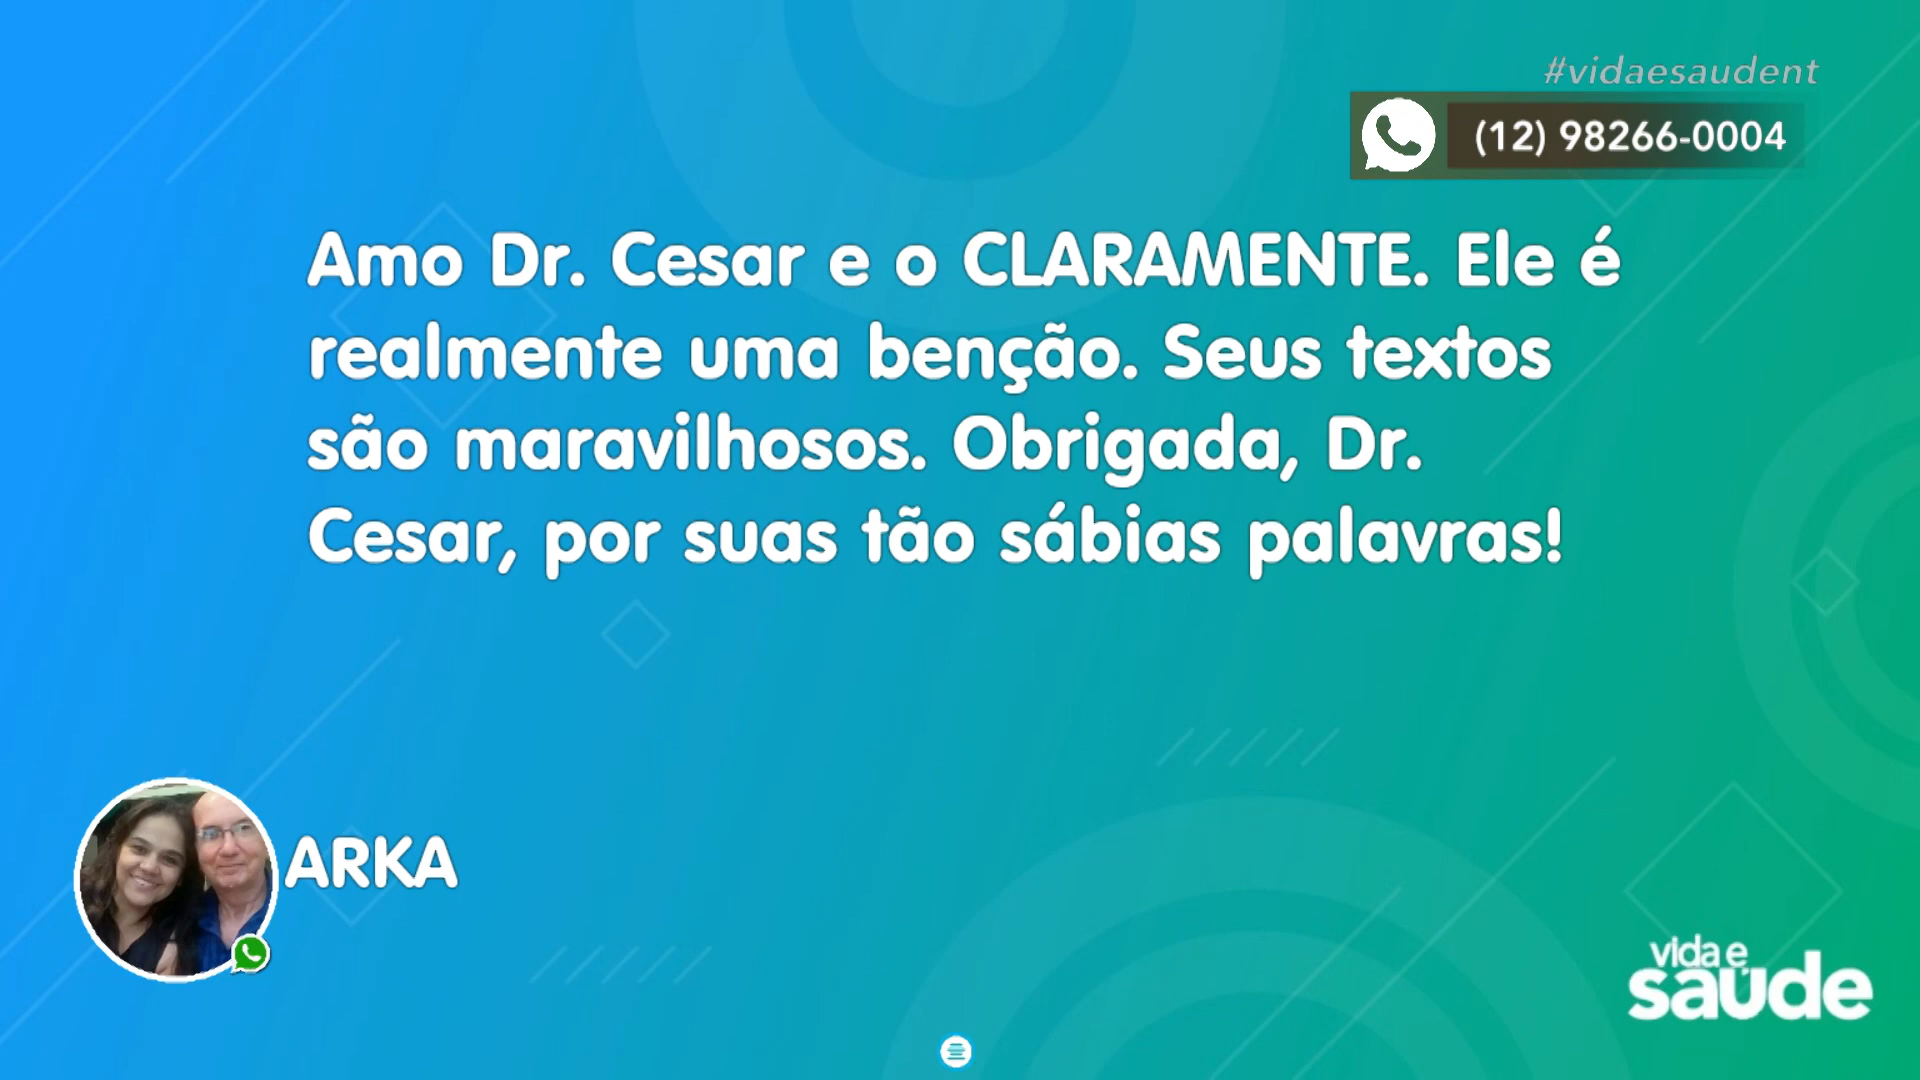 #vidaesaudent
(12) 98266-0004
Amo Dr. Cesar e o CLARAMENTE. Ele é
realmente uma benção. Seus textos
são maravilhosos. Obrigada, Dr.
Cesar, por suas tão sábias palavras!
ARKA
vida e
saúde